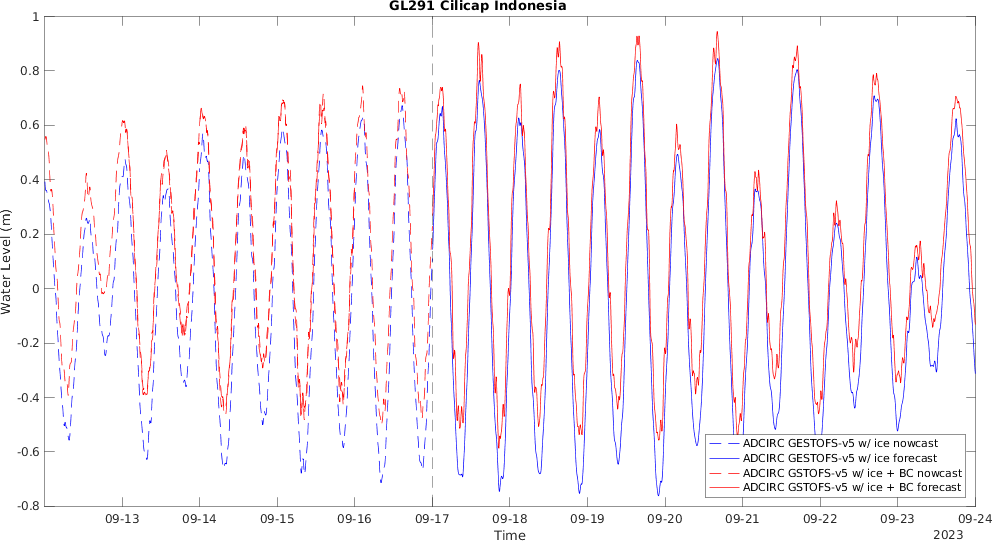 GL291 Cilicap Indonesia
1
0.8
0.6
0.4
0.2
0
-0.2
-0.4
-0.6
-0.8
Water Level (m)
ADCIRC GESTOFS-v5 w/ ice nowcast
ADCIRC GESTOFS-v5 w/ ice forecast
ADCIRC GSTOFS-v5 w/ ice + BC nowcast
ADCIRC GSTOFS-v5 w/ ice + BC forecast
09-13 09-14 09-15 09-16 09-17 09-18 09-19 09-20 09-21 09-22 09-23 09-24
Time
2023